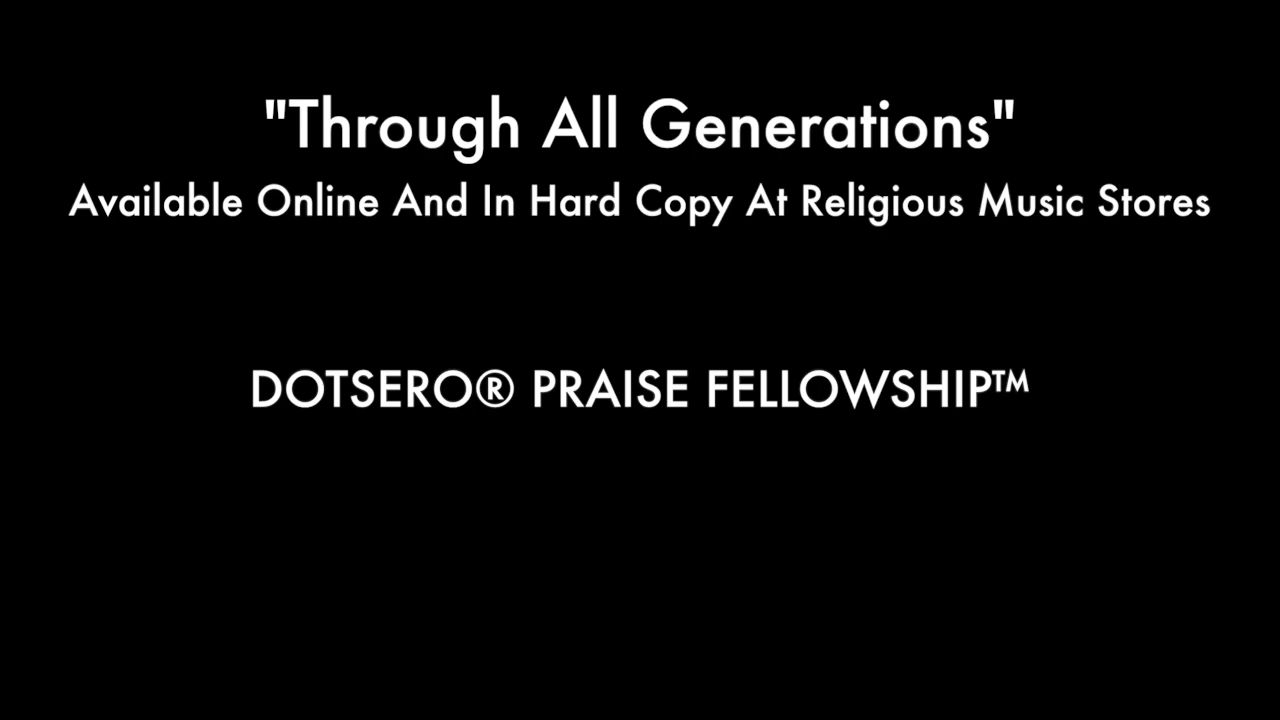 "Through All Generations"
Available Online And In Hard Copy At Religious Music Stores
DOTSERO® PRAISE FELLOWSHIP™